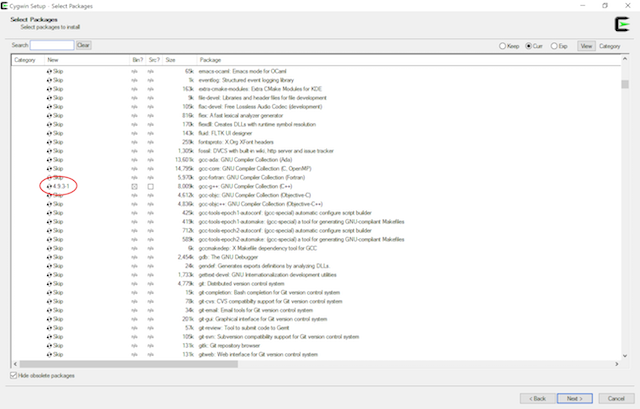 Cygwin Setup - Select Packages
Select Packages
Select packages to install
Search Clear Keep Curr Exp View Category
Category New Bin? Src? Size Package
Skip n/a n/a 65k emacs-ocaml: Emacs mode for OCaml
Skip n/a n/a 1k eventlog: Structured event logging library
Skip n/a n/a 163k extra-cmake-modules: Extra CMake Modules for KDE
Skip n/a n/a 9k file-devel: Libraries and header files for file development
Skip n/a n/a 105k flac-devel: Free Lossless Audio Codec (development)
Skip n/a n/a 816k flex: A fast lexical analyzer generator
Skip n/a n/a 170k flexdll: Creates DLLs with runtime symbol resolution
Skip n/a n/a 143k fluid: FLTK UI designer
Skip n/a n/a 259k fontsproto: X.Org XFont headers
Skip n/a n/a 1,305k fossil: DVCS with built in wiki, http server and issue tracker
Skip n/a n/a 13,601k gcc-ada: GNU Compiler Collection (Ada)
Skip n/a n/a 14,795k gcc-core: GNU Compiler Collection (C, OpenMP)
Skip n/a n/a 5,970k gcc-fortran: GNU Compiler Collection (Fortran)
4.9.3-1 8,009k gcc-g++: GNU Compiler Collection (C++)
Skip n/a n/a 4,612k gcc-objc: GNU Compiler Collection (Objective-C)
Skip n/a n/a 4,836k gcc-objc++: GNU Compiler Collection (Objective-C++)
Skip n/a n/a 425k gcc-tools-epoch1-autoconf: (gcc-special) automatic configure script builder
Skip n/a n/a 419k gcc-tools-epoch1-automake: (gcc-special) a tool for generating GNU-compliant Makefiles
Skip n/a n/a 712k gcc-tools-epoch2-autoconf: (gcc-special) automatic configure script builder
Skip n/a n/a 589k gcc-tools-epoch2-automake: (gcc-special) a tool for generating GNU-compliant Makefiles
Skip n/a n/a 6k gccmakedep: X Makefile dependency tool for GCC
Skip n/a n/a 2,454k gdb: The GNU Debugger
Skip n/a n/a 24k gendef: Generates exports definitions by analyzing DLLs.
Skip n/a n/a 1,733k gettext-devel: GNU Internationalization development utilities
Skip n/a n/a 4,779k git: Distributed version control system
Skip n/a n/a 15k git-completion: Bash completion for Git version control system
Skip n/a n/a 78k git-cvs: CVS compatibilty support for Git version control system
Skip n/a n/a 34k git-email: Email tools for Git version control system
Skip n/a n/a 201k git-gui: Graphical interface for Git version control system
Skip n/a n/a 57k git-review: Tool to submit code to Gerrit
Skip n/a n/a 105k git-svn: Subversion compatibilty support for Git version control system
Skip n/a n/a 131k gitk: Git repository browser
Skip n/a n/a 131k gitweb: Web interface for Git version control system
Hide obsolete packages
< Back Next > Cancel